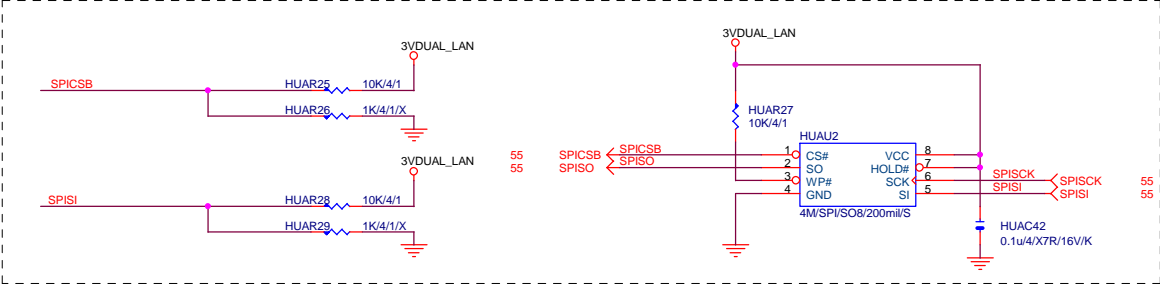 3VDUAL_LAN
SPICSB
HUAR25
10K/4/1
HUAR26
1K/4/1/X
3VDUAL_LAN
SPISI
HUAR28
10K/4/1
HUAR29
1K/4/1/X
3VDUAL_LAN
HUAR27
10K/4/1
HUAU2
55 SPICSB SPICSB 1 CS# VCC 8
55 SPISO SPISO 2 SO HOLD# 7
3 WP# SCK 6 SPISCK SPISCK 55
4 GND SI 5 SPISI SPISI 55
4M/SPI/SO8/200mil/S
HUAC42
0.1u/4/X7R/16V/K